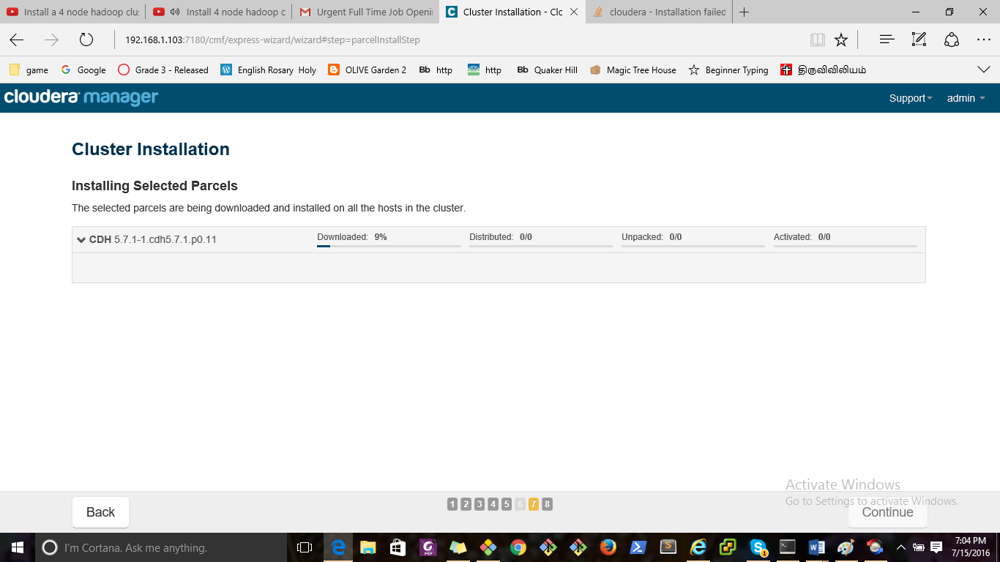 Install a 4 node hadoop clu:
Install 4 node hadoop c
Urgent Full Time Job Openi
Cluster Installation - Clc
cloudera - Installation failed
192.168.1.103:7180/cmf/express-wizard/wizard#step=parcelInstallStep
game
Google
Grade 3 - Released
English Rosary Holy
OLIVE Garden 2
Bb http
http
Bb Quaker Hill
Magic Tree House
Beginner Typing
திருவிவிலியம்
cloudera manager
Support
admin
Cluster Installation
Installing Selected Parcels
The selected parcels are being downloaded and installed on all the hosts in the cluster.
CDH 5.7.1-1.cdh5.7.1.p0.11
Downloaded: 9%
Distributed: 0/0
Unpacked: 0/0
Activated: 0/0
Activate Windows
Go to Settings to activate Windows.
Back
1 2 3 4 5 6 7 8
Continue
I'm Cortana. Ask me anything.
7:04 PM
7/15/2016